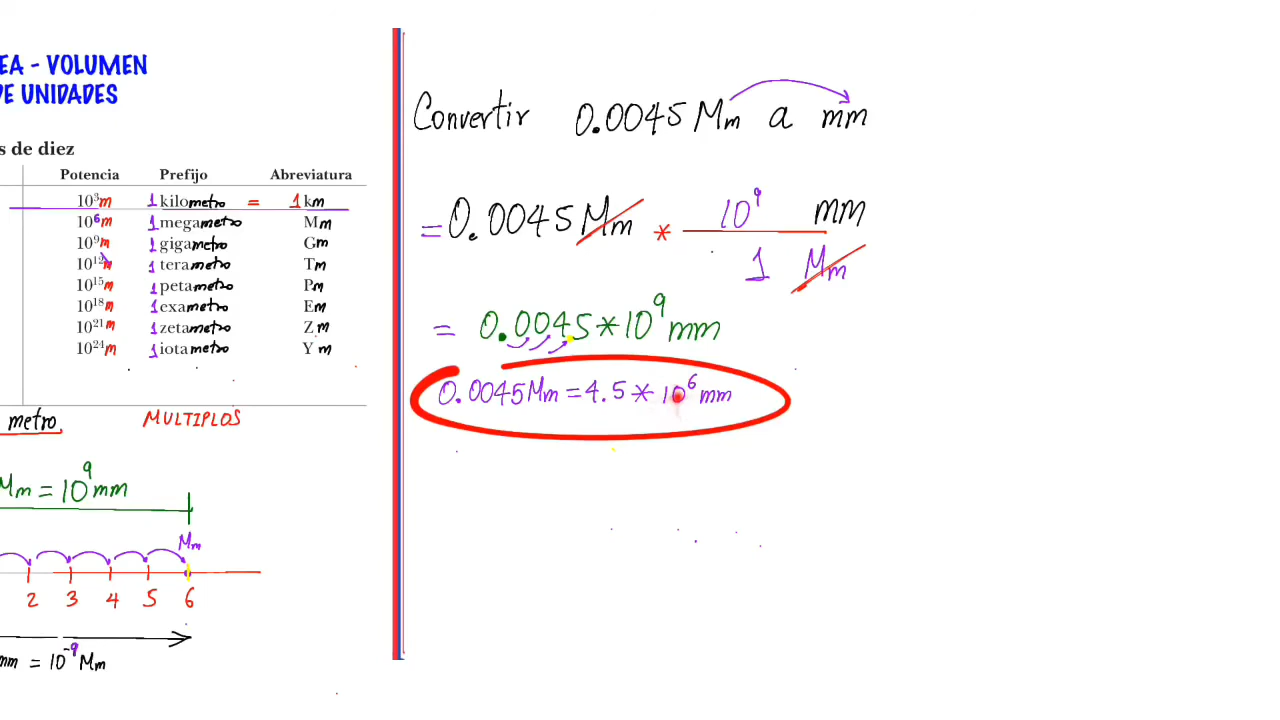 EA - VOLUMEN
DE UNIDADES
s de diez
Potencia Prefijo Abreviatura
10³m 1 kilometro = 1 km
10⁶m 1 megametro Mm
10⁹m 1 gigametro Gm
10¹²m 1 terametro Tm
10¹⁵m 1 petametro Pm
10¹⁸m 1 exametro Em
10²¹m 1 zetametro Zm
10²⁴m 1 iotametro Ym
metro MULTIPLOS
Mm = 10⁹ mm
Mm
2 3 4 5 6
mm = 10⁻⁹ Mm
Convertir 0.0045 Mm a mm
= 0.0045 Mm * 10⁹ mm
1 Mm
= 0.0045 * 10⁹ mm
0.0045 Mm = 4.5 * 10⁶ mm